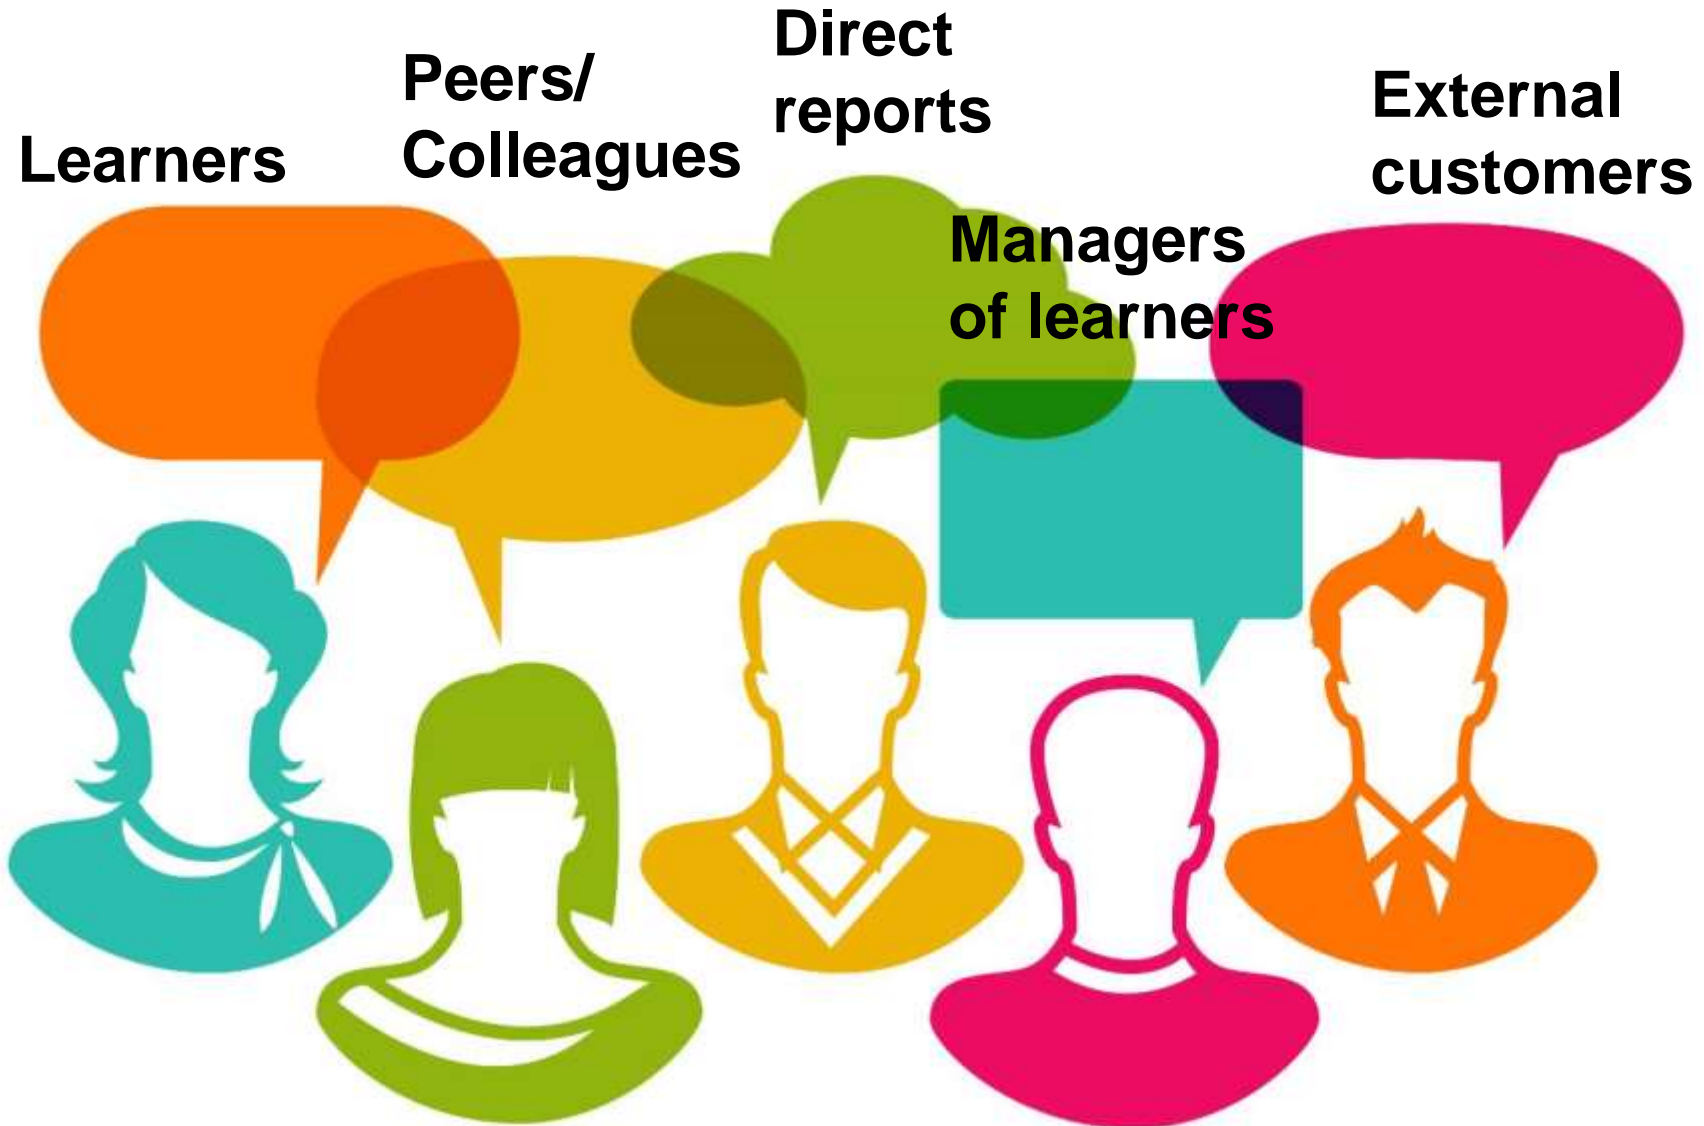 Learners
Peers/
Colleagues
Direct
reports
Managers
of learners
External
customers